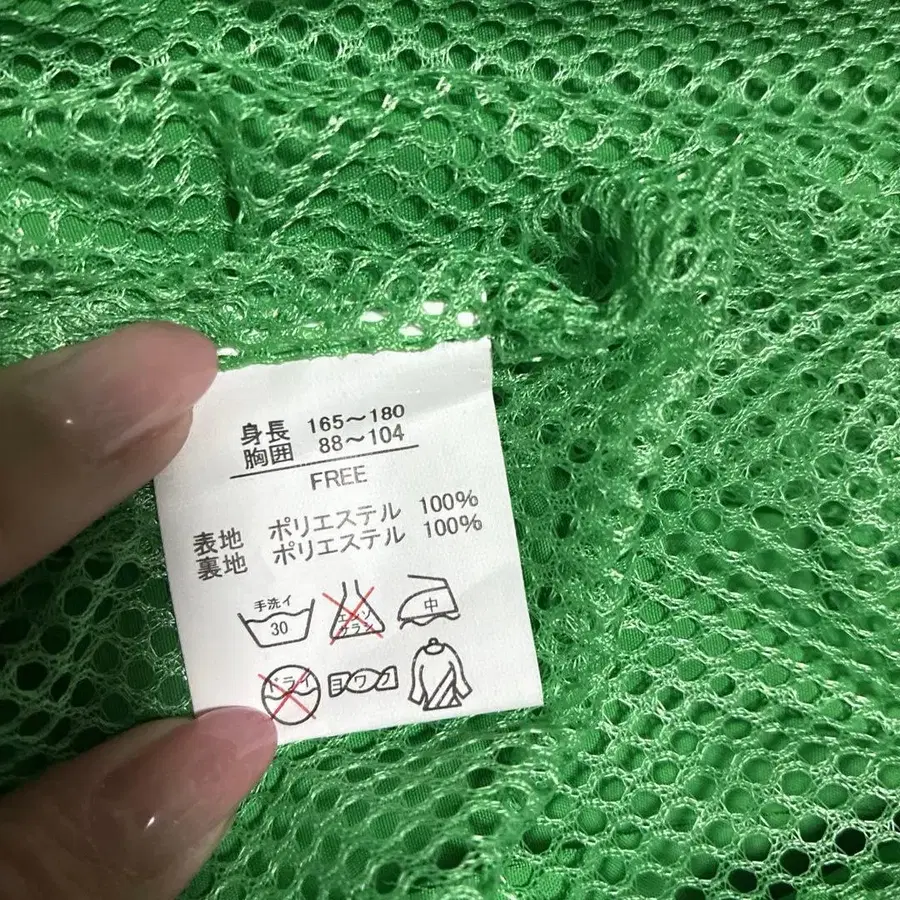 身長 165～180
胸囲 88～104
FREE
表地 ポリエステル 100%
裏地 ポリエステル 100%
手洗イ
30
エンソ
サラシ
中
ドライ
ヨワク